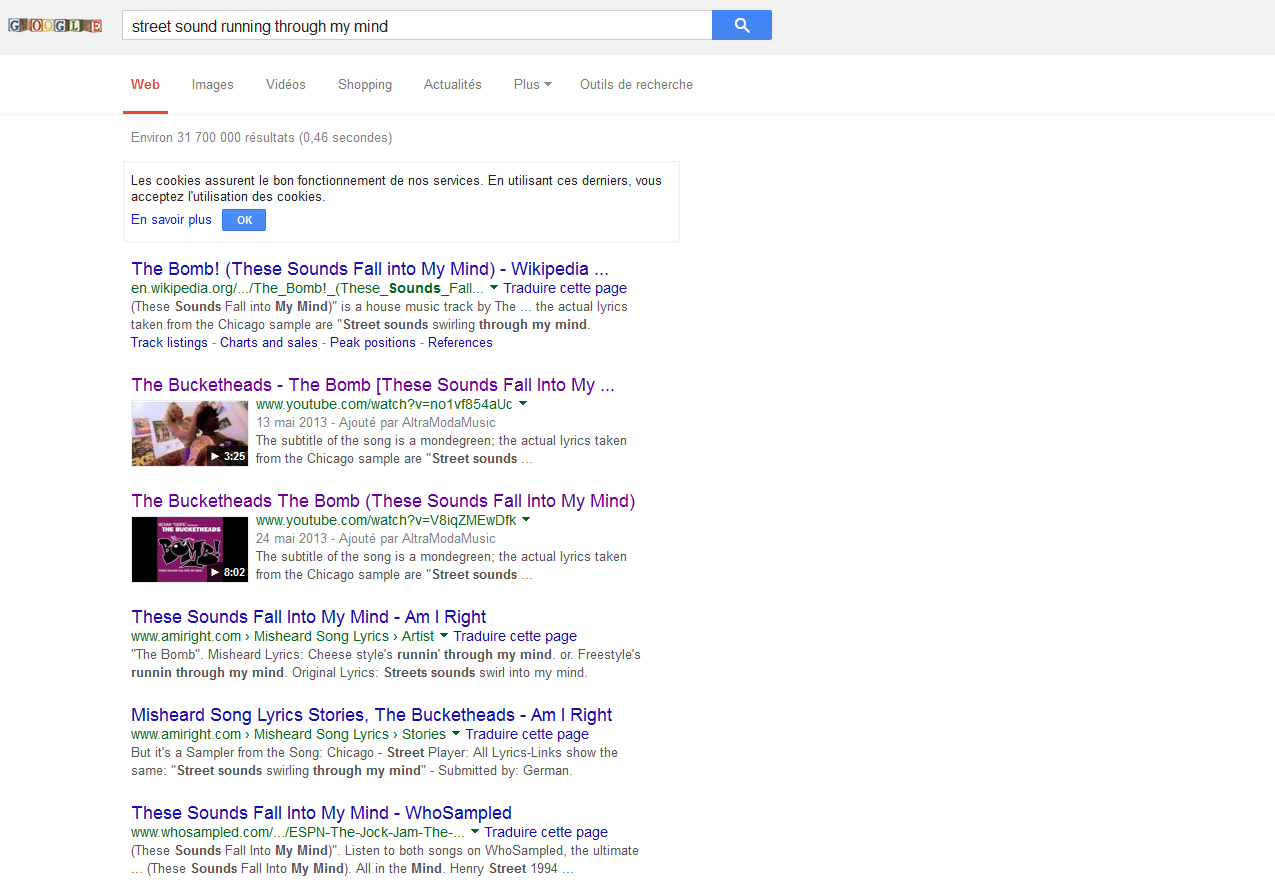 GOOGLE
street sound running through my mind
Web Images Vidéos Shopping Actualités Plus Outils de recherche
Environ 31 700 000 résultats (0,46 secondes)
Les cookies assurent le bon fonctionnement de nos services. En utilisant ces derniers, vous
acceptez l'utilisation des cookies.
En savoir plus OK
The Bomb! (These Sounds Fall into My Mind) - Wikipedia ...
en.wikipedia.org/.../The_Bomb!_(These_Sounds_Fall... Traduire cette page
(These Sounds Fall into My Mind)" is a house music track by The ... the actual lyrics
taken from the Chicago sample are "Street sounds swirling through my mind.
Track listings - Charts and sales - Peak positions - References
The Bucketheads - The Bomb [These Sounds Fall Into My ...
www.youtube.com/watch?v=no1vf854aUc
13 mai 2013 - Ajouté par AltraModaMusic
The subtitle of the song is a mondegreen; the actual lyrics taken
from the Chicago sample are "Street sounds ...
3:25
The Bucketheads The Bomb (These Sounds Fall Into My Mind)
www.youtube.com/watch?v=V8iqZMEwDfk
24 mai 2013 - Ajouté par AltraModaMusic
The subtitle of the song is a mondegreen; the actual lyrics taken
from the Chicago sample are "Street sounds ...
THE BUCKETHEADS
BOMB!
8:02
These Sounds Fall Into My Mind - Am I Right
www.amiright.com › Misheard Song Lyrics › Artist Traduire cette page
"The Bomb". Misheard Lyrics: Cheese style's runnin' through my mind. or. Freestyle's
runnin through my mind. Original Lyrics: Streets sounds swirl into my mind.
Misheard Song Lyrics Stories, The Bucketheads - Am I Right
www.amiright.com › Misheard Song Lyrics › Stories Traduire cette page
But it's a Sampler from the Song: Chicago - Street Player: All Lyrics-Links show the
same: "Street sounds swirling through my mind" - Submitted by: German.
These Sounds Fall Into My Mind - WhoSampled
www.whosampled.com/.../ESPN-The-Jock-Jam-The-... Traduire cette page
(These Sounds Fall Into My Mind)". Listen to both songs on WhoSampled, the ultimate
... (These Sounds Fall Into My Mind). All in the Mind. Henry Street 1994 ...